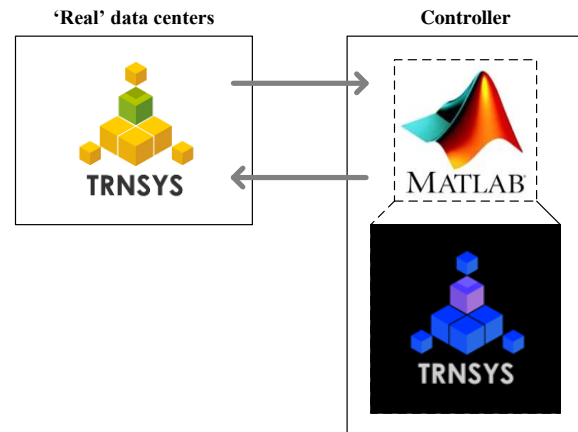 ‘Real’ data centers
Controller
TRNSYS
MATLAB
TRNSYS